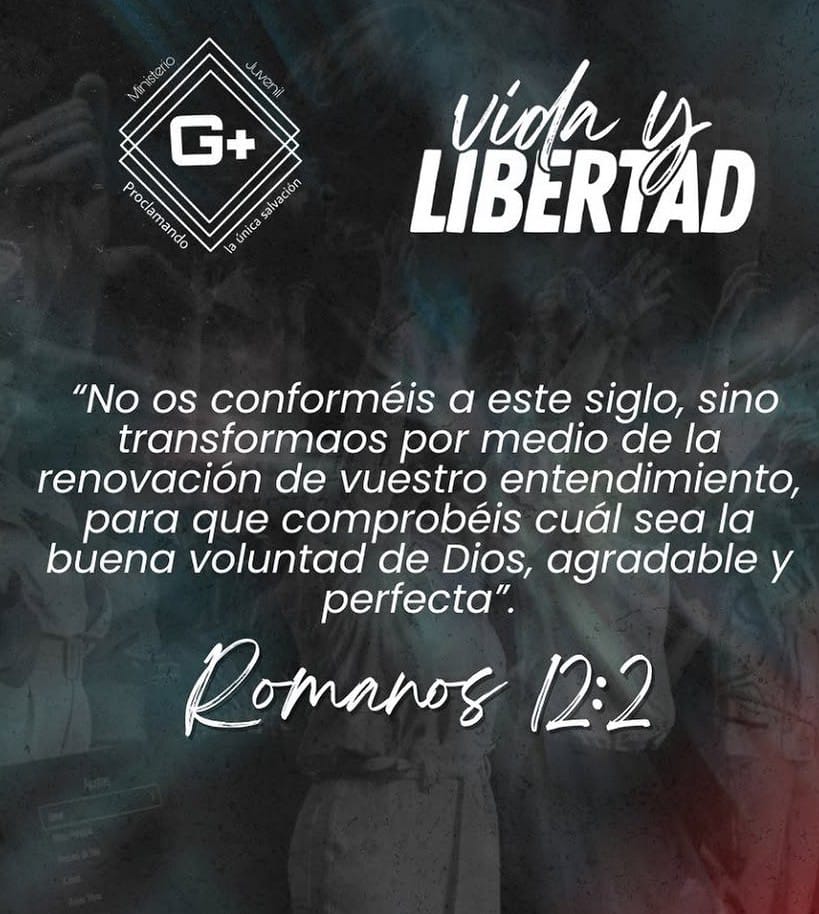 Ministerio
Juvenil
G+
Proclamando
la única salvación
vida y
LIBERTAD
“No os conforméis a este siglo, sino
transformaos por medio de la
renovación de vuestro entendimiento,
para que comprobéis cuál sea la
buena voluntad de Dios, agradable y
perfecta”.
Romanos 12:2